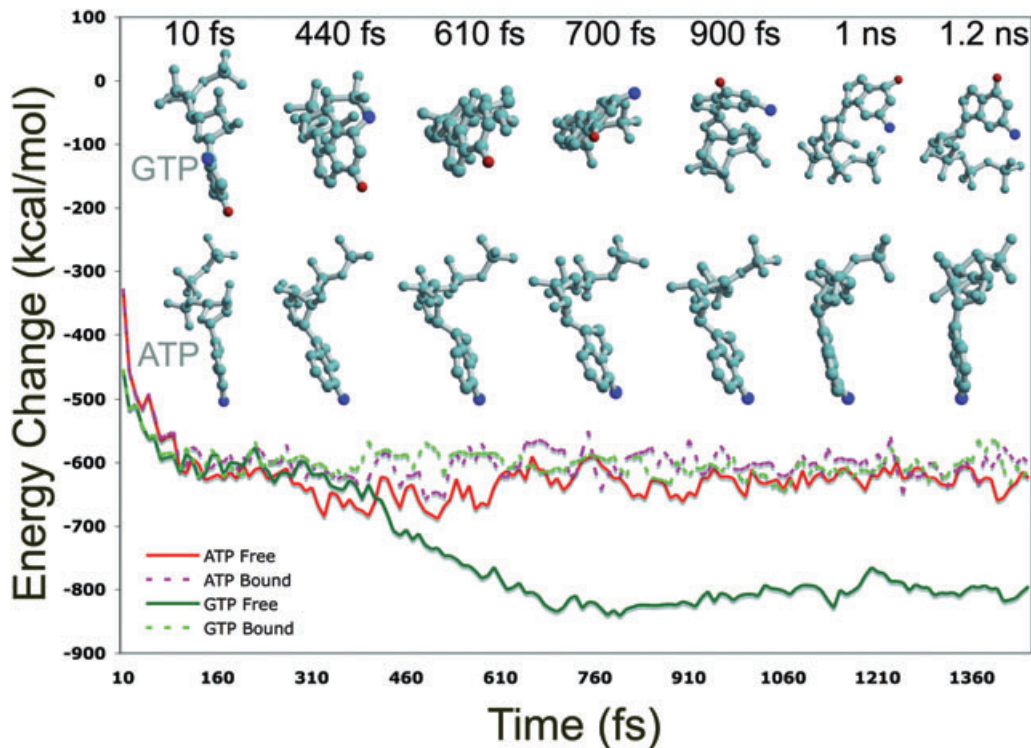 Energy Change (kcal/mol)
100
0
-100
-200
-300
-400
-500
-600
-700
-800
-900
10 fs 440 fs 610 fs 700 fs 900 fs 1 ns 1.2 ns
GTP
ATP
ATP Free
ATP Bound
GTP Free
GTP Bound
10 160 310 460 610 760 910 1060 1210 1360
Time (fs)